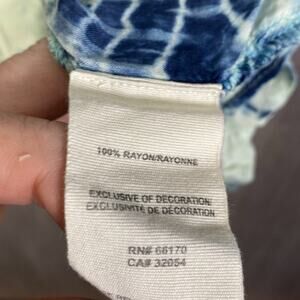 100% RAYON/RAYONNE
EXCLUSIVE OF DECORATION/
EXCLUSIVITÉ DE DÉCORATION
RN# 66170
CA# 32054